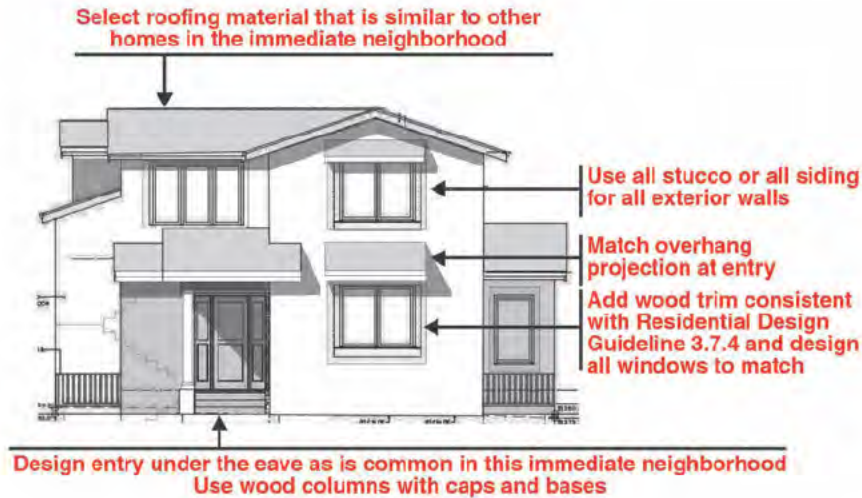 Select roofing material that is similar to other
homes in the immediate neighborhood
Use all stucco or all siding
for all exterior walls
Match overhang
projection at entry
Add wood trim consistent
with Residential Design
Guideline 3.7.4 and design
all windows to match
Design entry under the eave as is common in this immediate neighborhood
Use wood columns with caps and bases